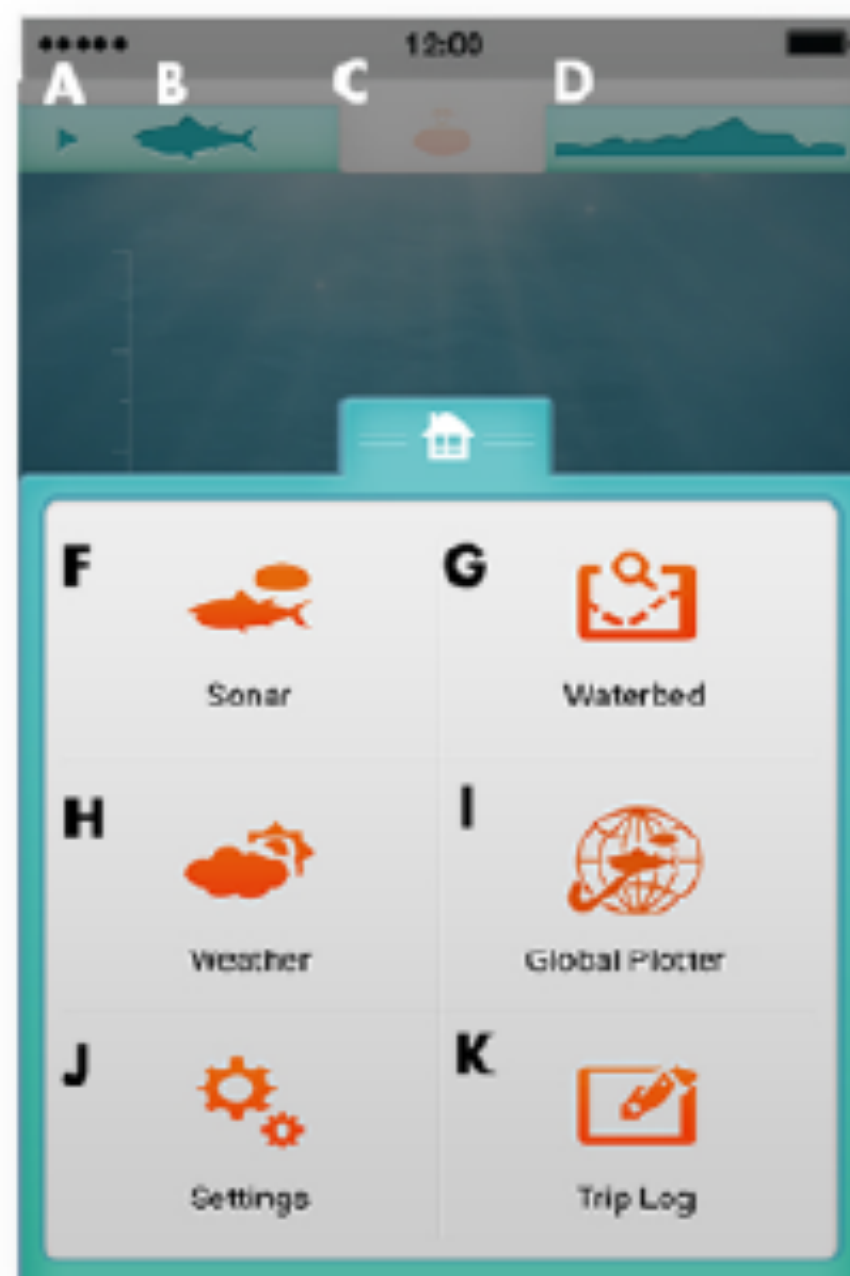 12:00
A B C D
F G
Sonar Waterbed
H I
Weather Global Plotter
J K
Settings Trip Log